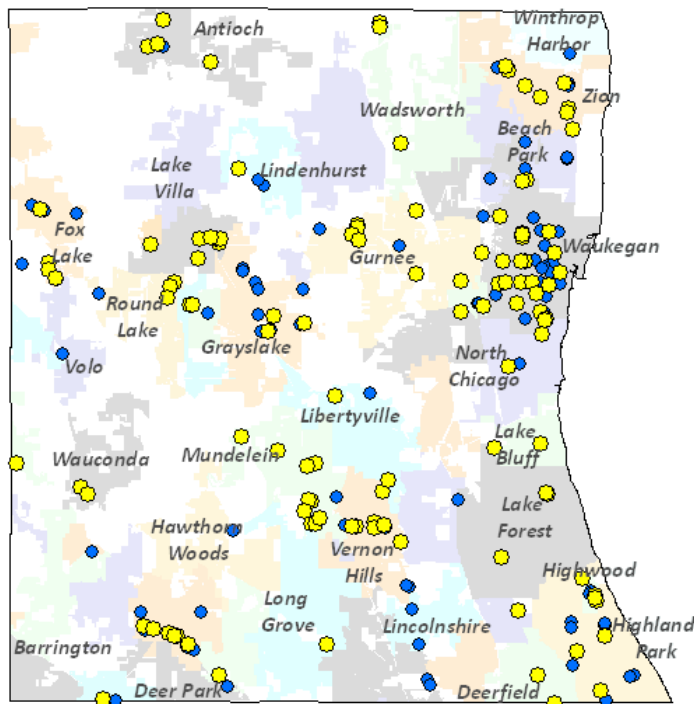 Winthrop
Harbor
Antioch
Zion
Wadsworth
Beach
Park
Lake
Villa
Lindenhurst
Fox
Lake
Gurnee
Waukegan
Round
Lake
Grayslake
North
Chicago
Volo
Libertyville
Lake
Bluff
Mundelein
Wauconda
Lake
Forest
Hawthorn
Woods
Vernon
Hills
Highwood
Long
Grove
Lincolnshire
Highland
Park
Barrington
Deer Park
Deerfield